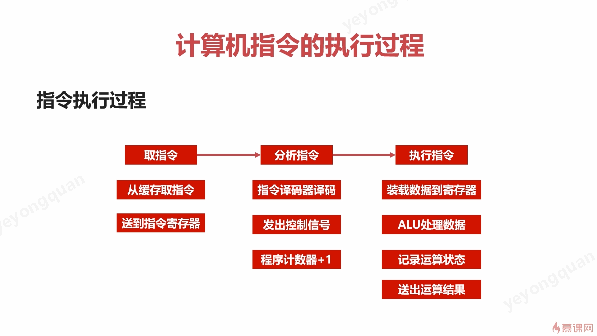 yeyongquan
计算机指令的执行过程
指令执行过程
取指令
分析指令
执行指令
从缓存取指令
指令译码器译码
装载数据到寄存器
送到指令寄存器
发出控制信号
ALU处理数据
程序计数器+1
记录运算状态
送出运算结果
yeyongquan
yeyongquan
慕课网